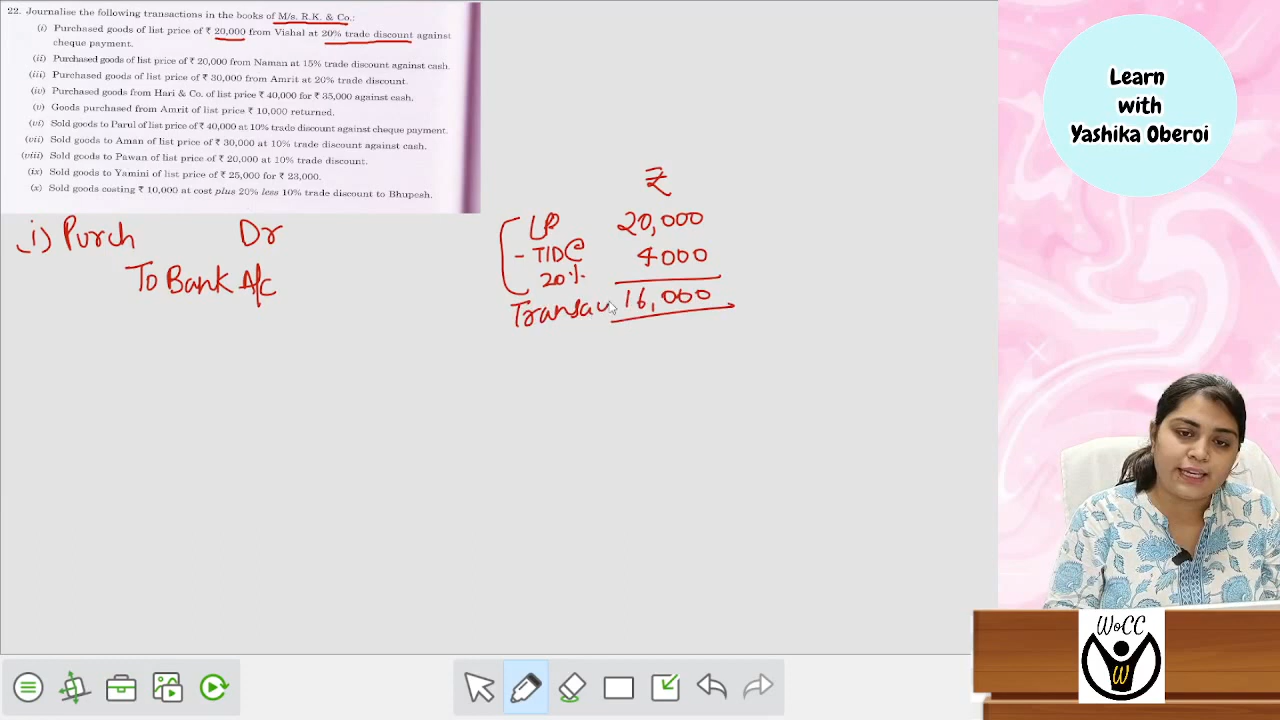 22. Journalise the following transactions in the books of M/s. R.K. & Co.:
(i) Purchased goods of list price of ₹ 20,000 from Vishal at 20% trade discount against
cheque payment.
(ii) Purchased goods of list price of ₹ 20,000 from Naman at 15% trade discount against cash.
(iii) Purchased goods of list price of ₹ 30,000 from Amrit at 20% trade discount.
(iv) Purchased goods from Hari & Co. of list price ₹ 40,000 for ₹ 35,000 against cash.
(v) Goods purchased from Amrit of list price ₹ 10,000 returned.
(vi) Sold goods to Parul of list price of ₹ 40,000 at 10% trade discount against cheque payment.
(vii) Sold goods to Aman of list price of ₹ 30,000 at 10% trade discount against cash.
(viii) Sold goods to Pawan of list price of ₹ 20,000 at 10% trade discount.
(ix) Sold goods to Yamini of list price of ₹ 25,000 for ₹ 23,000.
(x) Sold goods costing ₹ 10,000 at cost plus 20% less 10% trade discount to Bhupesh.
(i) Purch Dr
To Bank A/c
₹
LP 20,000
- T/D@ 4000
20%
Transac 16,000
Learn
with
Yashika Oberoi
WoCC
W